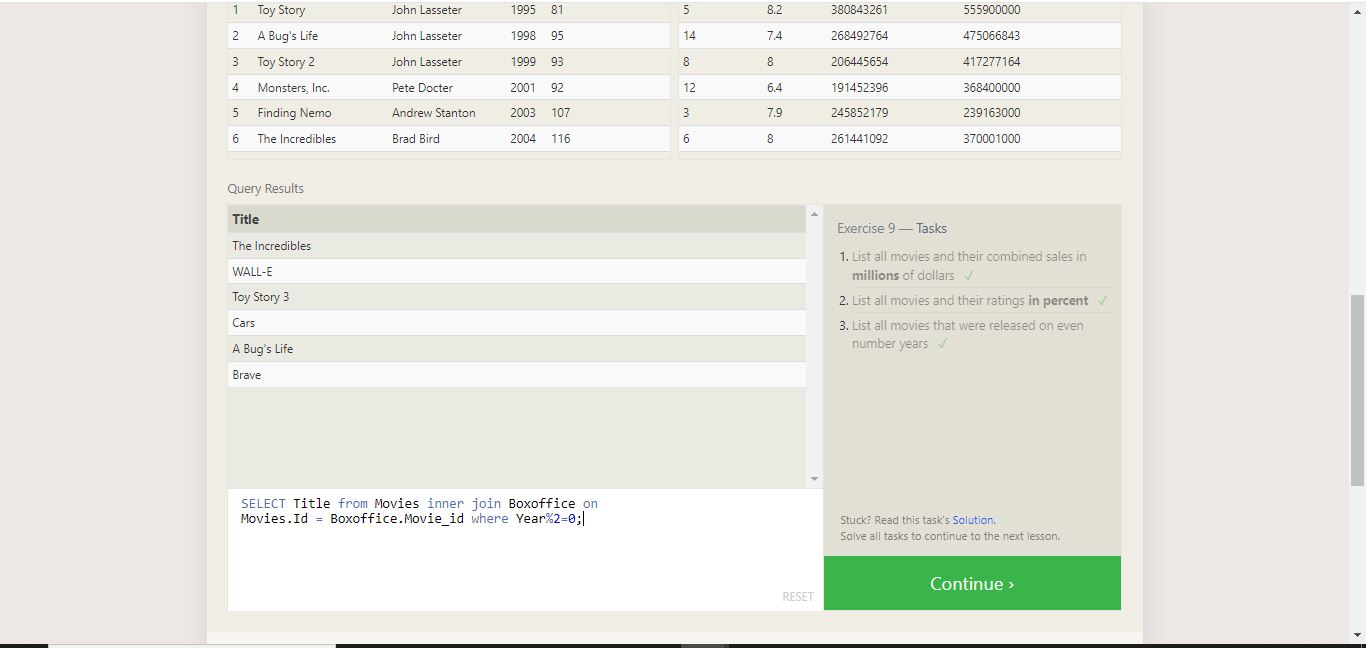 1 Toy Story John Lasseter 1995 81 5 8.2 380843261 555900000
2 A Bug's Life John Lasseter 1998 95 14 7.4 268492764 475066843
3 Toy Story 2 John Lasseter 1999 93 8 8 206445654 417277164
4 Monsters, Inc. Pete Docter 2001 92 12 6.4 191452396 368400000
5 Finding Nemo Andrew Stanton 2003 107 3 7.9 245852179 239163000
6 The Incredibles Brad Bird 2004 116 6 8 261441092 370001000
Query Results
Title
The Incredibles
WALL-E
Toy Story 3
Cars
A Bug's Life
Brave
SELECT Title from Movies inner join Boxoffice on
Movies.Id = Boxoffice.Movie_id where Year%2=0;
RESET
Exercise 9 — Tasks
1. List all movies and their combined sales in
millions of dollars ✓
2. List all movies and their ratings in percent ✓
3. List all movies that were released on even
number years ✓
Stuck? Read this task's Solution.
Solve all tasks to continue to the next lesson.
Continue ›